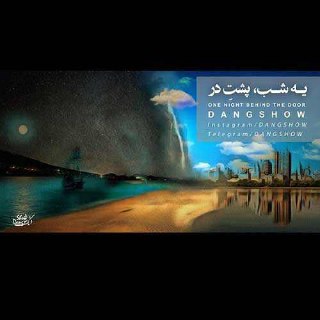 یه شب، پشتِ در
ONE NIGHT BEHIND THE DOOR
DANGSHOW
Instagram/DANGSHOW
Telegram/DANGSHOW